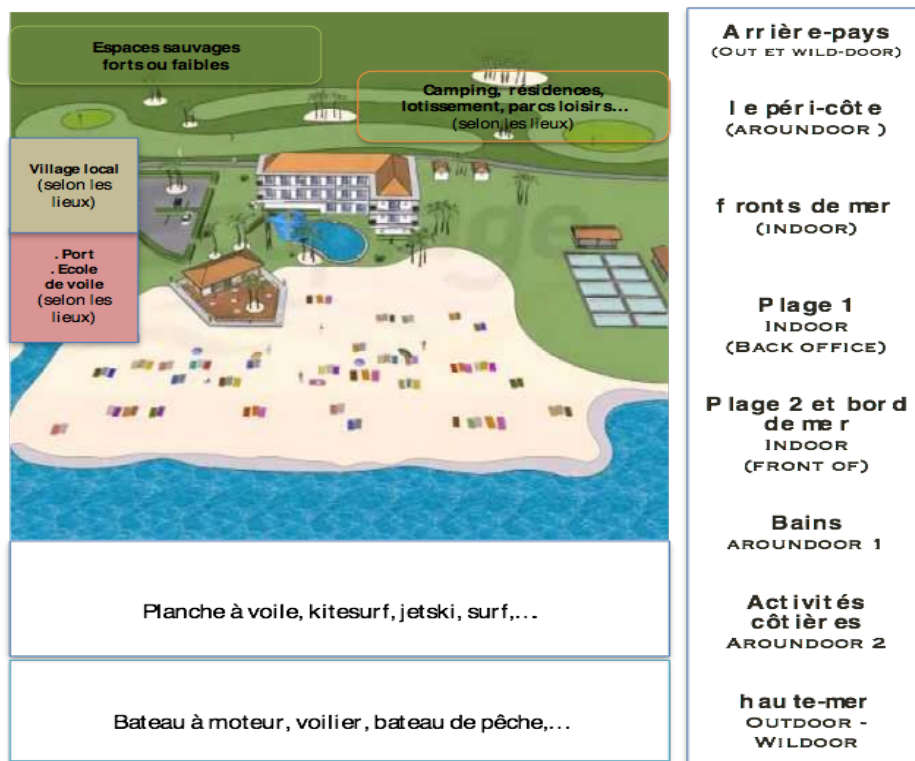 Espaces sauvages
forts ou faibles
Camping, résidences,
lotissement, parcs loisirs...
(selon les lieux)
Village local
(selon les
lieux)
. Port
. Ecole
de voile
(selon les
lieux)
Planche à voile, kitesurf, jetski, surf,...
Bateau à moteur, voilier, bateau de pêche,...
Arrière-pays
(OUT ET WILD-DOOR)
le péri-côte
(AROUNDOOR )
fronts de mer
(INDOOR)
Plage 1
INDOOR
(BACK OFFICE)
Plage 2 et bord
de mer
INDOOR
(FRONT OF)
Bains
AROUNDOOR 1
Activités
côtières
AROUNDOOR 2
haute-mer
OUTDOOR -
WILDOOR